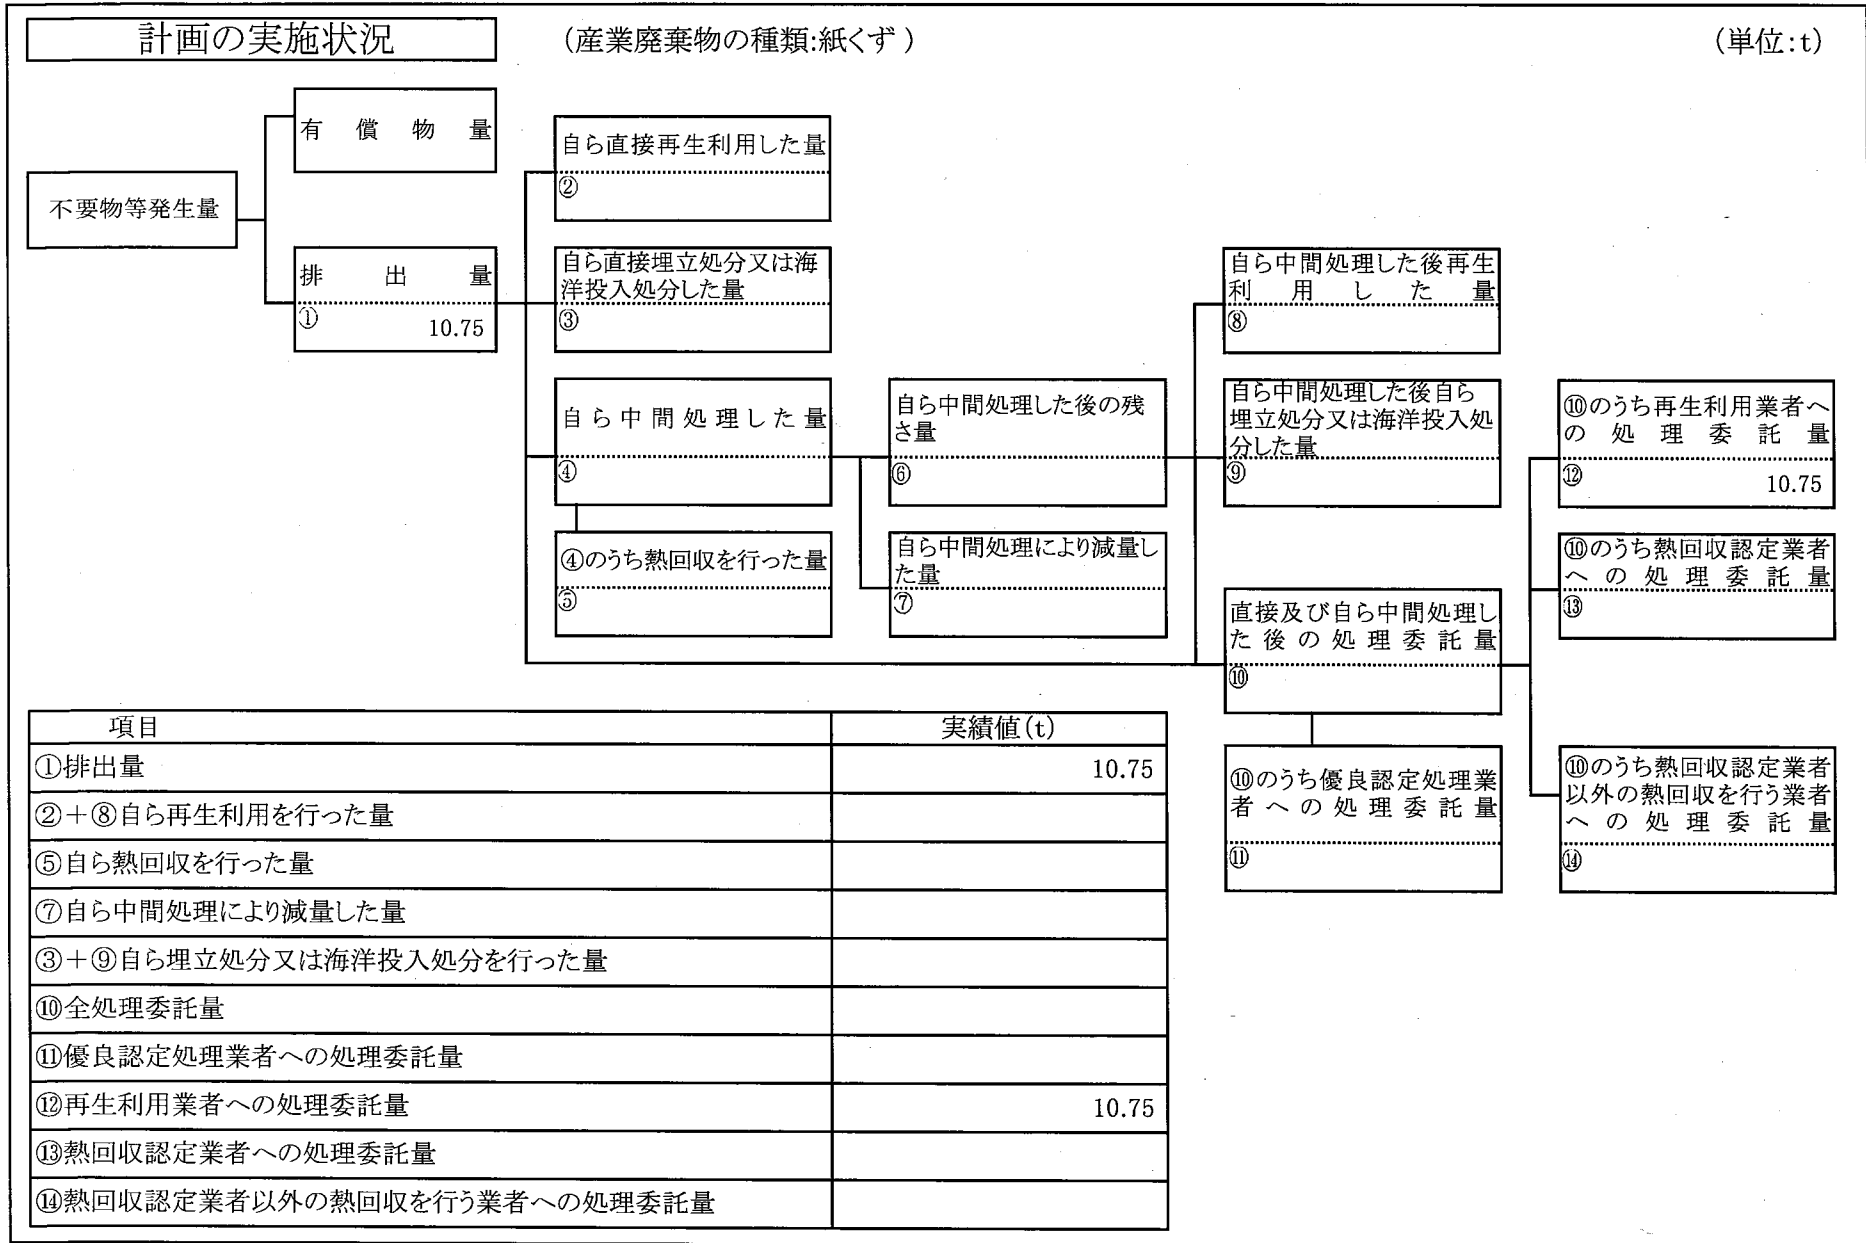 計画の実施状況
(産業廃棄物の種類:紙くず)
(単位:t)
不要物等発生量
有償物量
排出量
①
10.75
自ら直接再生利用した量
②
自ら直接埋立処分又は海
洋投入処分した量
③
自ら中間処理した量
④
④のうち熱回収を行った量
⑤
自ら中間処理した後の残
さ量
⑥
自ら中間処理により減量し
た量
⑦
自ら中間処理した後再生
利用した量
⑧
自ら中間処理した後自ら
埋立処分又は海洋投入処
分した量
⑨
直接及び自ら中間処理し
た後の処理委託量
⑩
⑩のうち優良認定処理業
者への処理委託量
⑪
⑩のうち再生利用業者へ
の処理委託量
⑫
10.75
⑩のうち熱回収認定業者
への処理委託量
⑬
⑩のうち熱回収認定業者
以外の熱回収を行う業者
への処理委託量
⑭
項目 実績値(t)
①排出量 10.75
②+⑧自ら再生利用を行った量
⑤自ら熱回収を行った量
⑦自ら中間処理により減量した量
③+⑨自ら埋立処分又は海洋投入処分を行った量
⑩全処理委託量
⑪優良認定処理業者への処理委託量
⑫再生利用業者への処理委託量 10.75
⑬熱回収認定業者への処理委託量
⑭熱回収認定業者以外の熱回収を行う業者への処理委託量